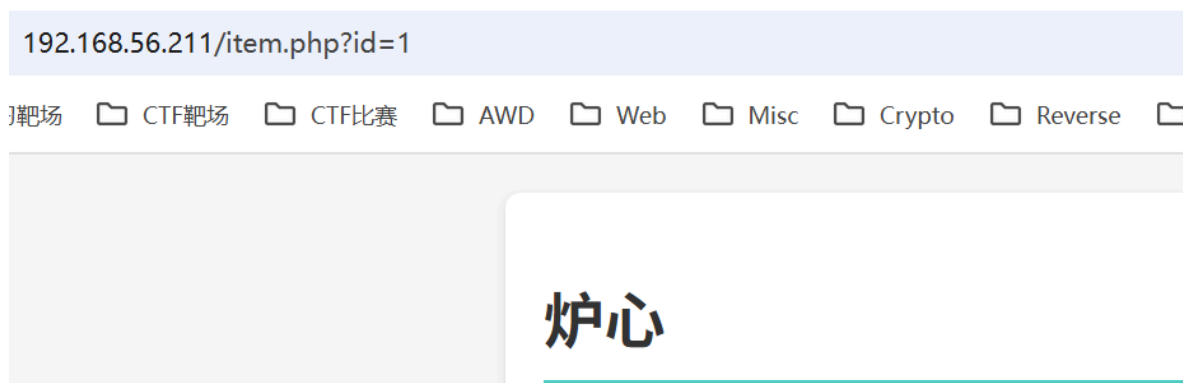 192.168.56.211/item.php?id=1
靶场 CTF靶场 CTF比赛 AWD Web Misc Crypto Reverse
炉心